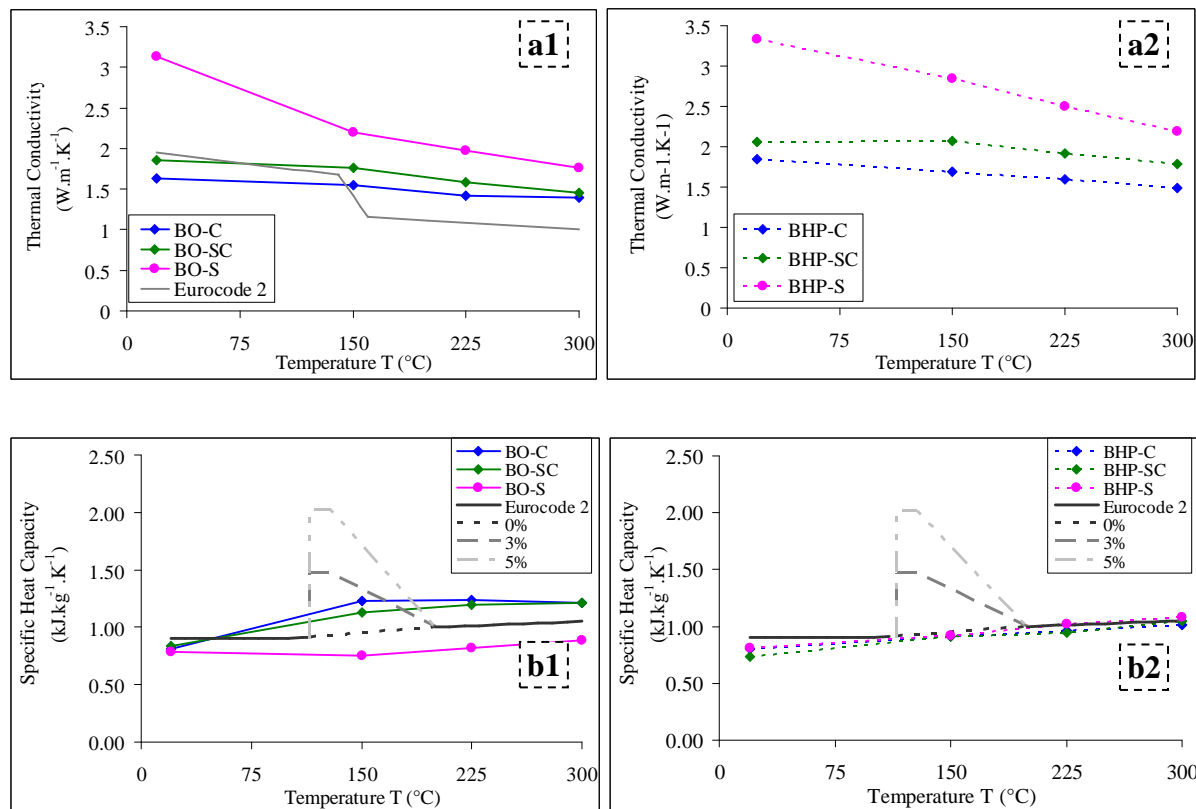 a1
3.5
3
2.5
2
1.5
1
0.5
0
Thermal Conductivity
(W.m⁻¹.K⁻¹)
BO-C
BO-SC
BO-S
Eurocode 2
0 75 150 225 300
Temperature T (°C)
a2
3.5
3
2.5
2
1.5
1
0.5
0
Thermal Conductivity
(W.m-1.K-1)
BHP-C
BHP-SC
BHP-S
0 75 150 225 300
Temperature T (°C)
2.50
2.00
1.50
1.00
0.50
0.00
Specific Heat Capacity
(kJ.kg⁻¹.K⁻¹)
BO-C
BO-SC
BO-S
Eurocode 2
0%
3%
5%
b1
0 75 150 225 300
Temperature T (°C)
2.50
2.00
1.50
1.00
0.50
0.00
Specific Heat Capacity
(kJ.kg⁻¹.K⁻¹)
BHP-C
BHP-SC
BHP-S
Eurocode 2
0%
3%
5%
b2
0 75 150 225 300
Temperature T (°C)